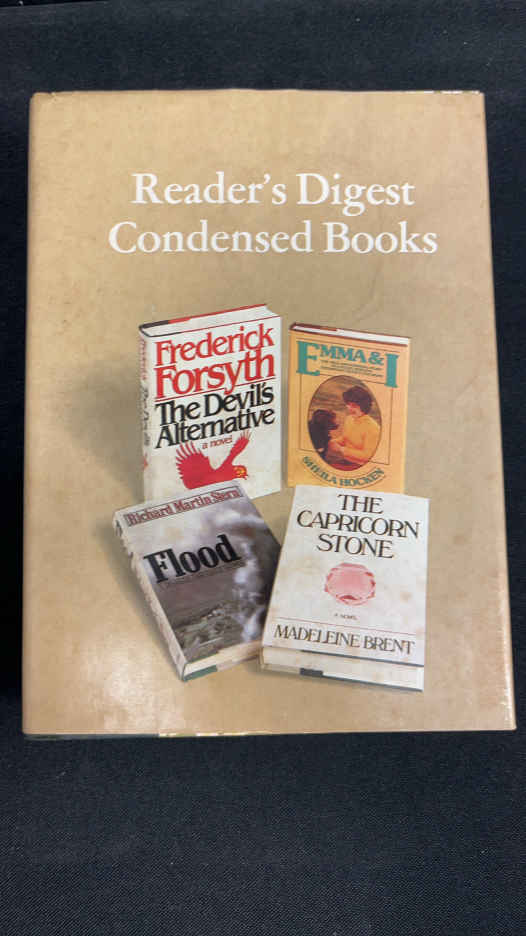 Reader's Digest
Condensed Books
Frederick
Forsyth
The Devil's
Alternative
a novel
EMMA & I
SHEILA HOCKEN
Richard Martin Stern
Flood
THE
CAPRICORN
STONE
A NOVEL
MADELEINE BRENT